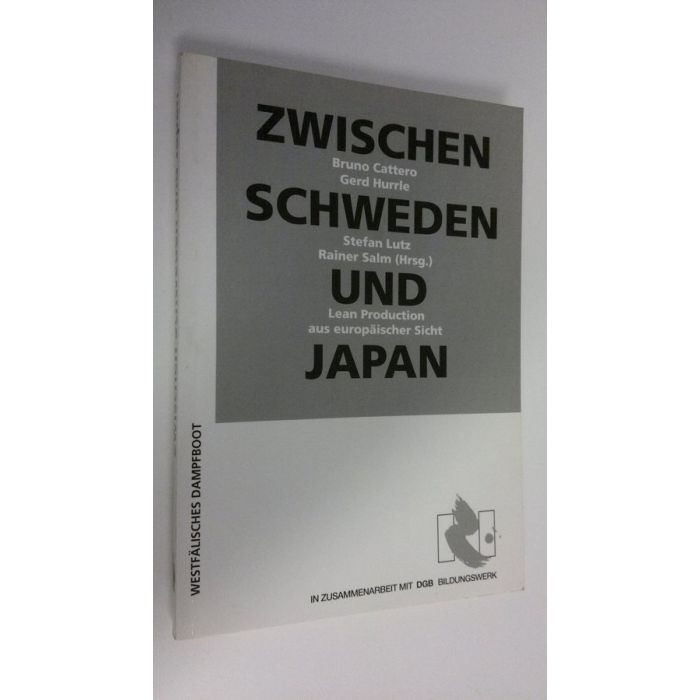 ZWISCHEN
Bruno Cattero
Gerd Hurrle
SCHWEDEN
Stefan Lutz
Rainer Salm (Hrsg.)
UND
Lean Production
aus europäischer Sicht
JAPAN
WESTFÄLISCHES DAMPFBOOT
IN ZUSAMMENARBEIT MIT DGB BILDUNGSWERK